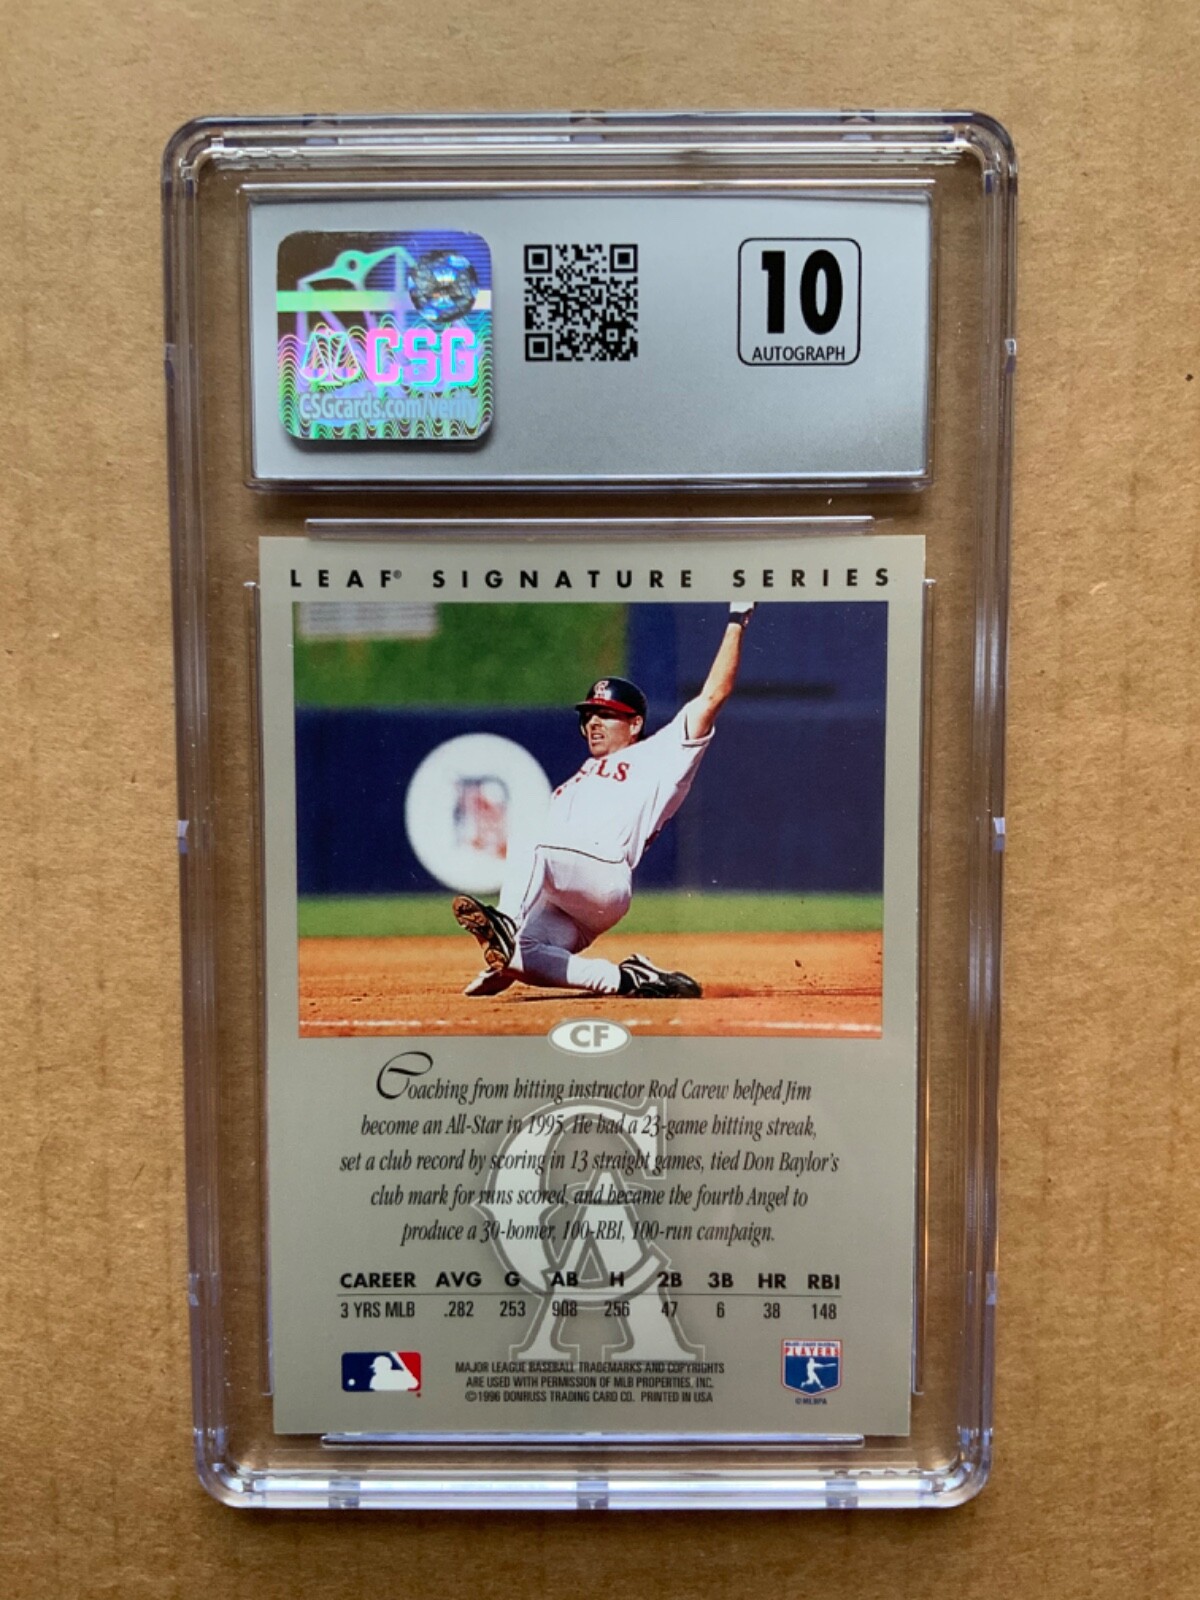 CSG
CSGcards.com/verify
10
AUTOGRAPH
LEAF® SIGNATURE SERIES
CF
Coaching from hitting instructor Rod Carew helped Jim
become an All-Star in 1995. He had a 23-game hitting streak,
set a club record by scoring in 13 straight games, tied Don Baylor's
club mark for runs scored, and became the fourth Angel to
produce a 30-homer, 100-RBI, 100-run campaign.
CAREER AVG G AB H 2B 3B HR RBI
3 YRS MLB .282 253 908 256 47 6 38 148
MAJOR LEAGUE BASEBALL TRADEMARKS AND COPYRIGHTS
ARE USED WITH PERMISSION OF MLB PROPERTIES, INC.
©1996 DONRUSS TRADING CARD CO. PRINTED IN USA
MAJOR LEAGUE BASEBALL
PLAYERS
©MLBPA